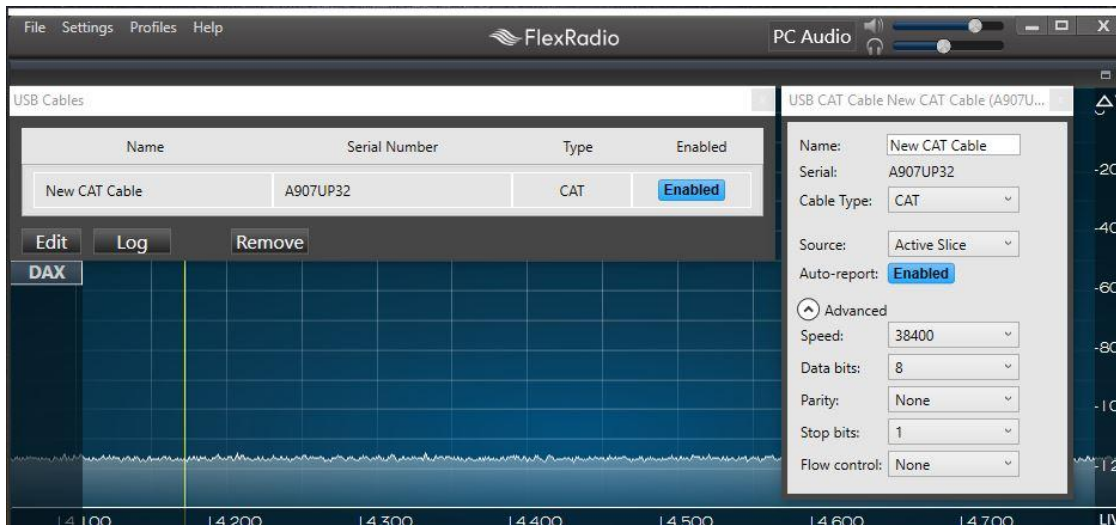 File Settings Profiles Help
FlexRadio
PC Audio
X
USB Cables
Name Serial Number Type Enabled
New CAT Cable A907UP32 CAT Enabled
Edit Log Remove
DAX
USB CAT Cable New CAT Cable (A907U...
Name: New CAT Cable
Serial: A907UP32
Cable Type: CAT
Source: Active Slice
Auto-report: Enabled
Advanced
Speed: 38400
Data bits: 8
Parity: None
Stop bits: 1
Flow control: None
-20
-40
-60
-80
14.100 14.200 14.300 14.400 14.500 14.600 14.700